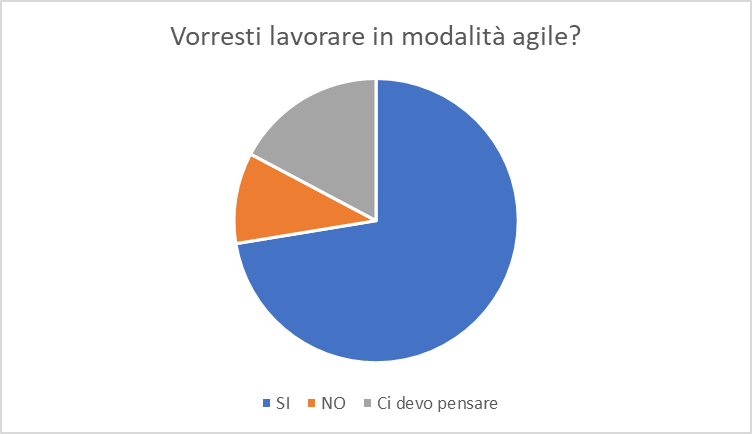 Vorresti lavorare in modalità agile?
SI NO Ci devo pensare